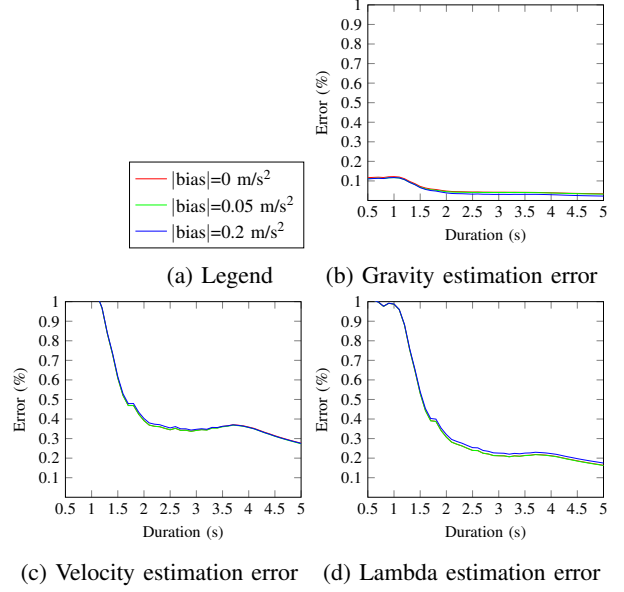 1
0.9
0.8
0.7
0.6
0.5
0.4
0.3
0.2
0.1
Error (%)
0.5 1 1.5 2 2.5 3 3.5 4 4.5 5
Duration (s)
|bias|=0 m/s²
|bias|=0.05 m/s²
|bias|=0.2 m/s²
(a) Legend
(b) Gravity estimation error
1
0.9
0.8
0.7
0.6
0.5
0.4
0.3
0.2
0.1
Error (%)
0.5 1 1.5 2 2.5 3 3.5 4 4.5 5
Duration (s)
1
0.9
0.8
0.7
0.6
0.5
0.4
0.3
0.2
0.1
Error (%)
0.5 1 1.5 2 2.5 3 3.5 4 4.5 5
Duration (s)
(c) Velocity estimation error
(d) Lambda estimation error